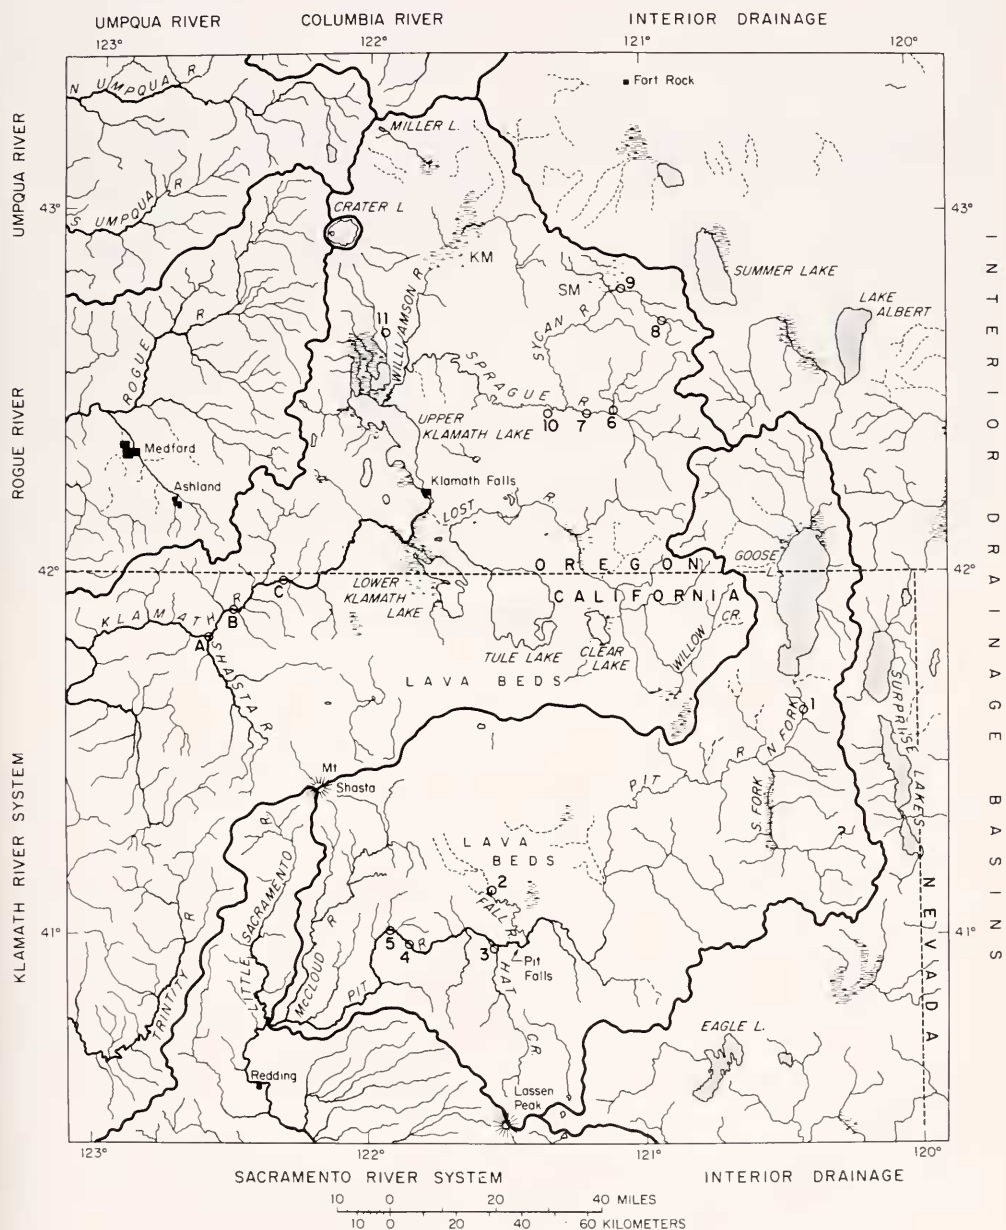 UMPQUA RIVER COLUMBIA RIVER INTERIOR DRAINAGE
123° 122° 121° 120°
N UMPQUA R
Fort Rock
MILLER L.
UMPQUA RIVER
43° 43°
S UMPQUA R
CRATER L
KM
SM
9
SUMMER LAKE
LAKE
ALBERT
8
11
WILLIAMSON R
SYCAN R
ROGUE R
SPRAGUE R
10 7 6
UPPER
KLAMATH LAKE
ROGUE RIVER
Medford
Ashland
Klamath Falls
LOST R
INTERIOR DRAINAGE BASINS
42° 42°
OREGON
CALIFORNIA
GOOSE
L
C
LOWER
KLAMATH
LAKE
KLAMATH R
B
A
SHASTA R
TULE LAKE
CLEAR
LAKE
WILLOW CR.
LAVA BEDS
SURPRISE LAKES
N FORK
1
PIT R
S. FORK
Mt
Shasta
KLAMATH RIVER SYSTEM
?
LAVA
BEDS
2
FALL R
LITTLE SACRAMENTO R
MCCLOUD R
TRINTITY R
41° 41°
5
4
3
PIT R
Pit
Falls
HAT CR
NEVADA
EAGLE L.
Redding
Lassen
Peak
123° 122° 121° 120°
SACRAMENTO RIVER SYSTEM INTERIOR DRAINAGE
10 0 20 40 MILES
10 0 20 40 60 KILOMETERS